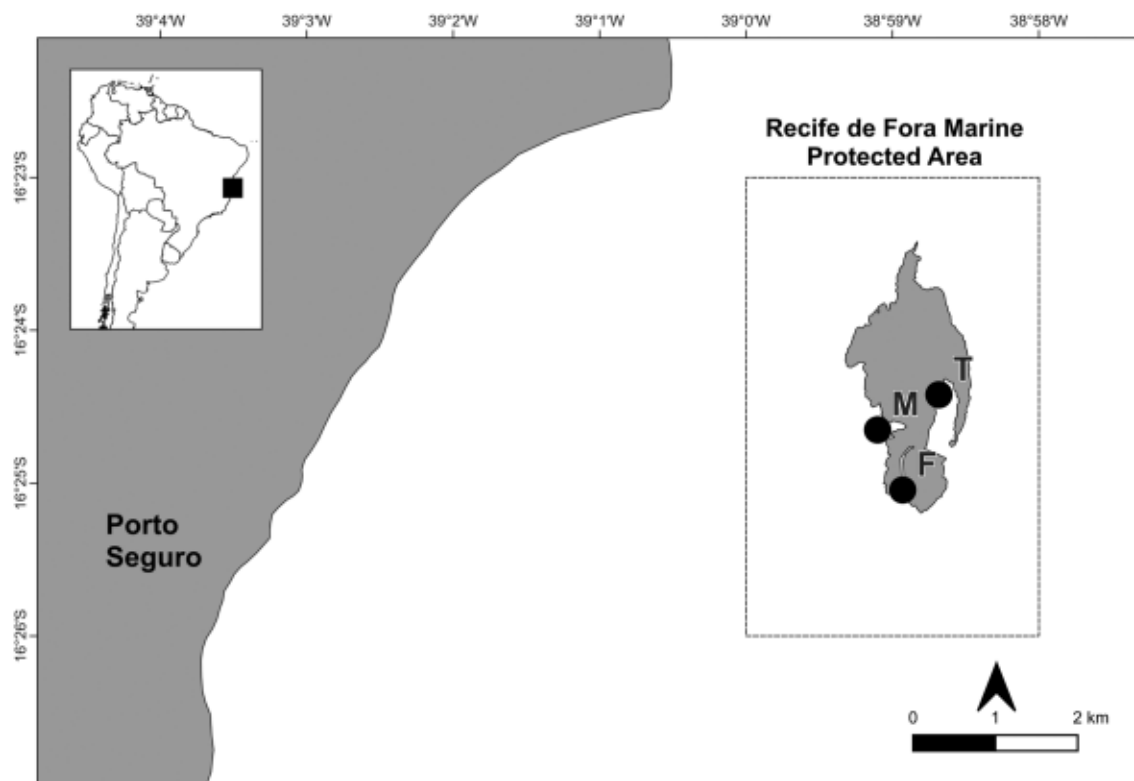 39°4'W 39°3'W 39°2'W 39°1'W 39°0'W 38°59'W 38°58'W
Recife de Fora Marine
Protected Area
16°23'S
16°24'S
T
M
16°25'S
F
Porto
Seguro
16°26'S
0 1 2 km